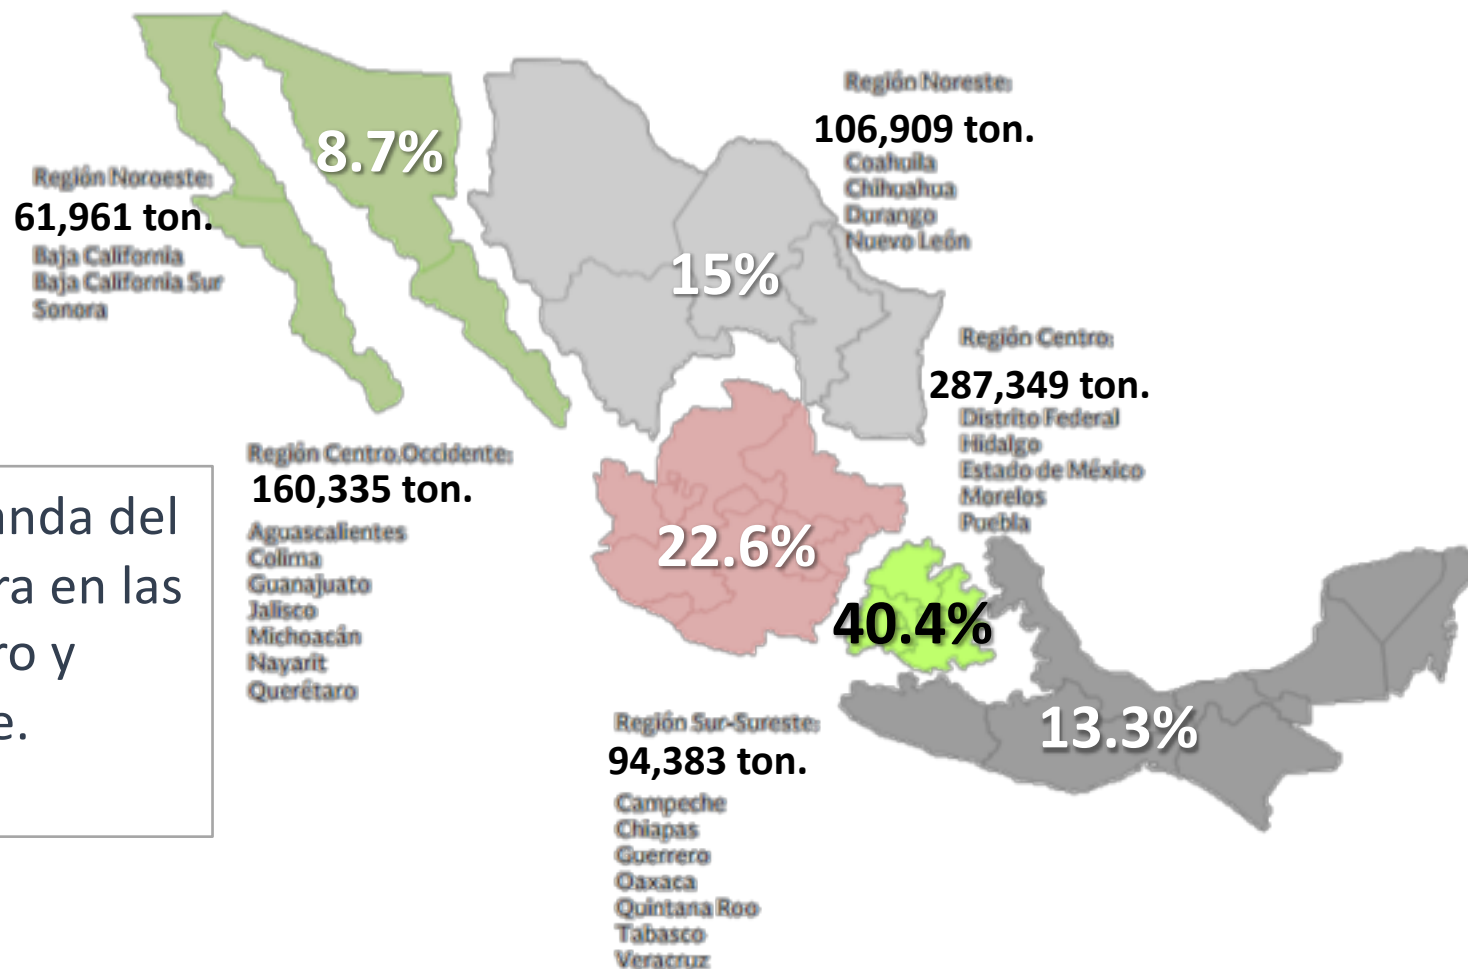 Región Noroeste:
61,961 ton.
Baja California
Baja California Sur
Sonora
8.7%
Región Noreste:
106,909 ton.
Coahuila
Chihuahua
Durango
Nuevo León
15%
Región Centro:
287,349 ton.
Distrito Federal
Hidalgo
Estado de México
Morelos
Puebla
40.4%
Región Centro.Occidente:
160,335 ton.
Aguascalientes
Colima
Guanajuato
Jalisco
Michoacán
Nayarit
Querétaro
22.6%
anda del
ra en las
ro y
e.
Región Sur-Sureste:
94,383 ton.
Campeche
Chiapas
Guerrero
Oaxaca
Quintana Roo
Tabasco
Veracruz
13.3%